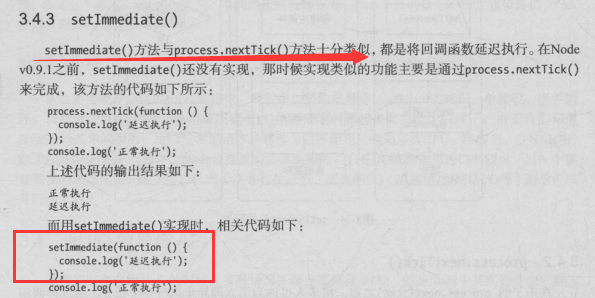 3.4.3 setImmediate()
setImmediate()方法与process.nextTick()方法十分类似，都是将回调函数延迟执行。在Node
v0.9.1之前，setImmediate()还没有实现，那时候实现类似的功能主要是通过process.nextTick()
来完成，该方法的代码如下所示：
process.nextTick(function () {
  console.log('延迟执行');
});
console.log('正常执行');
上述代码的输出结果如下：
正常执行
延迟执行
而用setImmediate()实现时，相关代码如下：
setImmediate(function () {
  console.log('延迟执行');
});
console.log('正常执行');